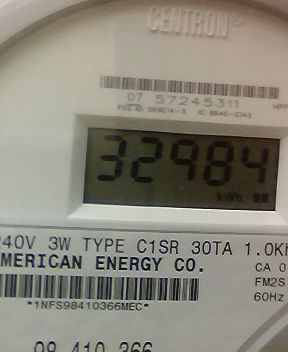 CENTRON
07 57245311
32984
kWh
240V 3W TYPE C1SR 30TA 1.0Kh
AMERICAN ENERGY CO.
CA 0
FM2S
60Hz
*1NFS98410366MEC*
98 410 366